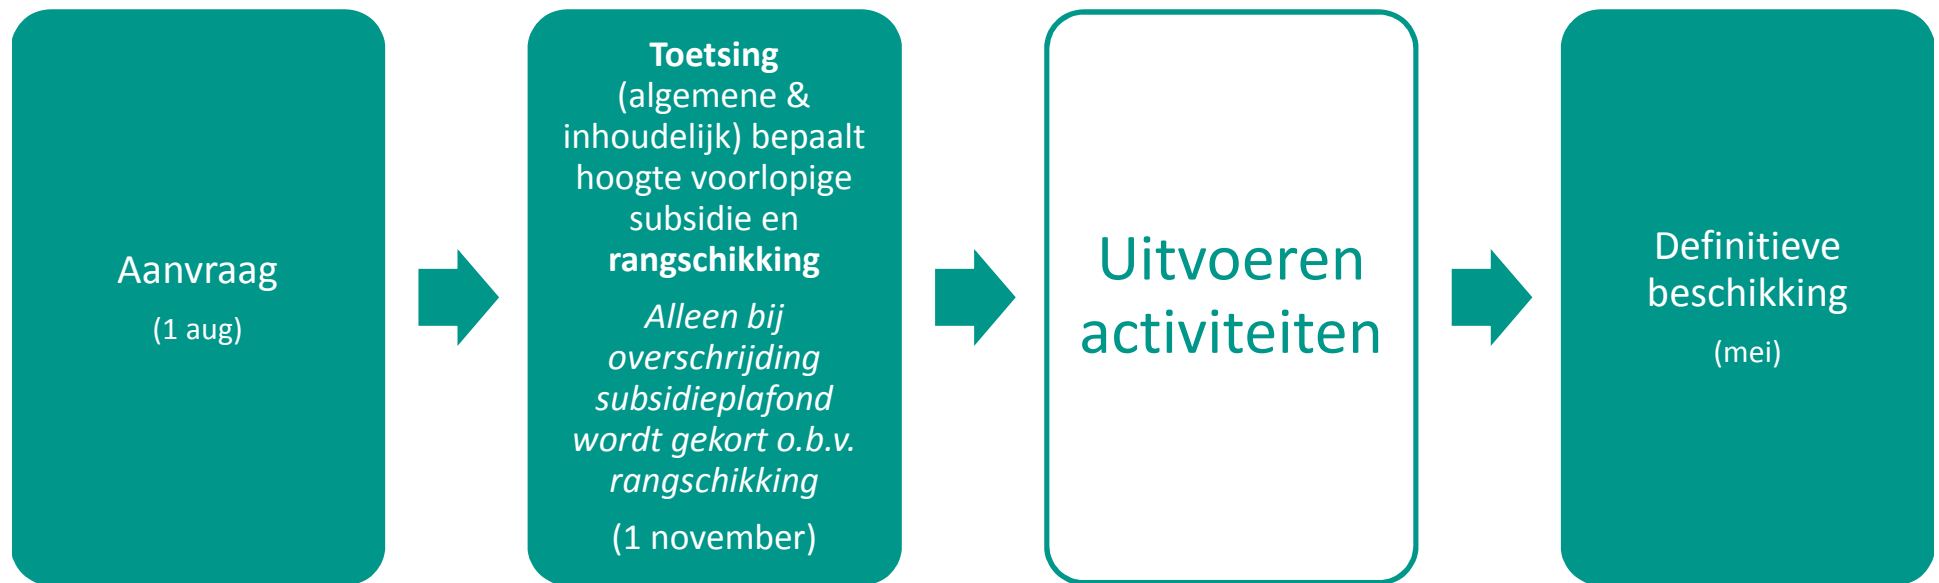 Aanvraag
(1 aug)
Toetsing
(algemene &
inhoudelijk) bepaalt
hoogte voorlopige
subsidie en
rangschikking
Alleen bij
overschrijding
subsidieplafond
wordt gekort o.b.v.
rangschikking
(1 november)
Uitvoeren
activiteiten
Definitieve
beschikking
(mei)